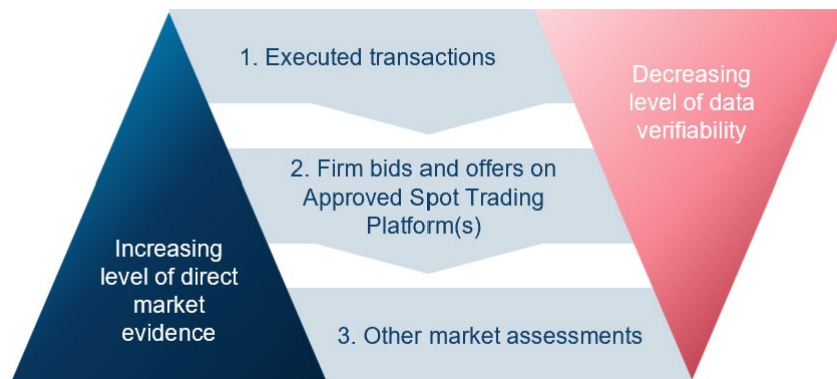 1. Executed transactions
Decreasing
level of data
verifiability
2. Firm bids and offers on
Approved Spot Trading
Platform(s)
Increasing
level of direct
market
evidence
3. Other market assessments